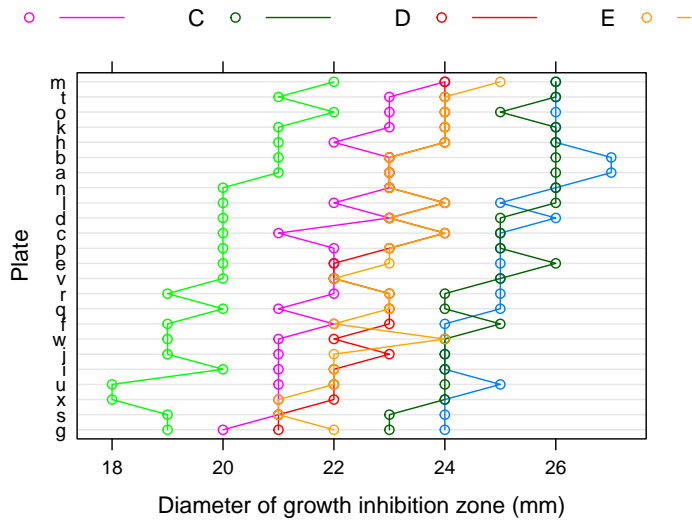 C D E
m
t
o
k
h
b
a
n
l
d
c
p
e
v
r
q
f
w
j
i
u
x
s
g
Plate
18 20 22 24 26
Diameter of growth inhibition zone (mm)